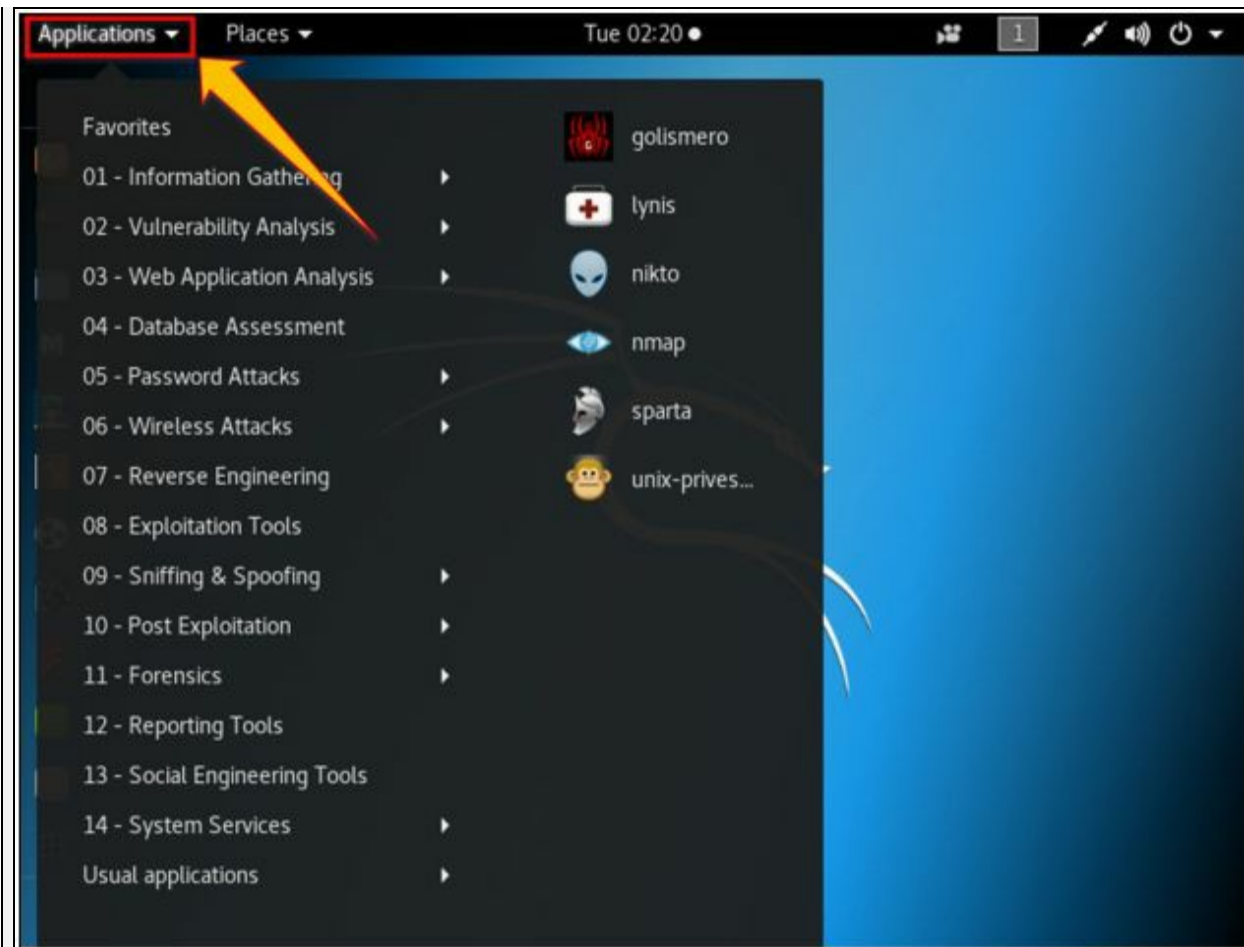 Applications Places Tue 02:20 1
Favorites
01 - Information Gathering
02 - Vulnerability Analysis
03 - Web Application Analysis
04 - Database Assessment
05 - Password Attacks
06 - Wireless Attacks
07 - Reverse Engineering
08 - Exploitation Tools
09 - Sniffing & Spoofing
10 - Post Exploitation
11 - Forensics
12 - Reporting Tools
13 - Social Engineering Tools
14 - System Services
Usual applications
golismero
lynis
nikto
nmap
sparta
unix-prives...